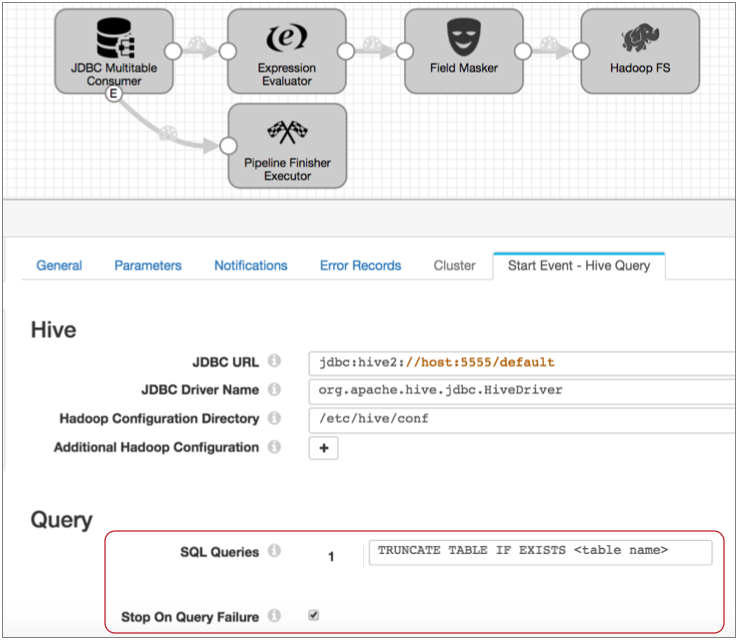 JDBC Multitable
Consumer
Expression
Evaluator
Field Masker
Hadoop FS
E
Pipeline Finisher
Executor
General Parameters Notifications Error Records Cluster Start Event - Hive Query
Hive
JDBC URL jdbc:hive2://host:5555/default
JDBC Driver Name org.apache.hive.jdbc.HiveDriver
Hadoop Configuration Directory /etc/hive/conf
Additional Hadoop Configuration +
Query
SQL Queries 1 TRUNCATE TABLE IF EXISTS <table name>
Stop On Query Failure